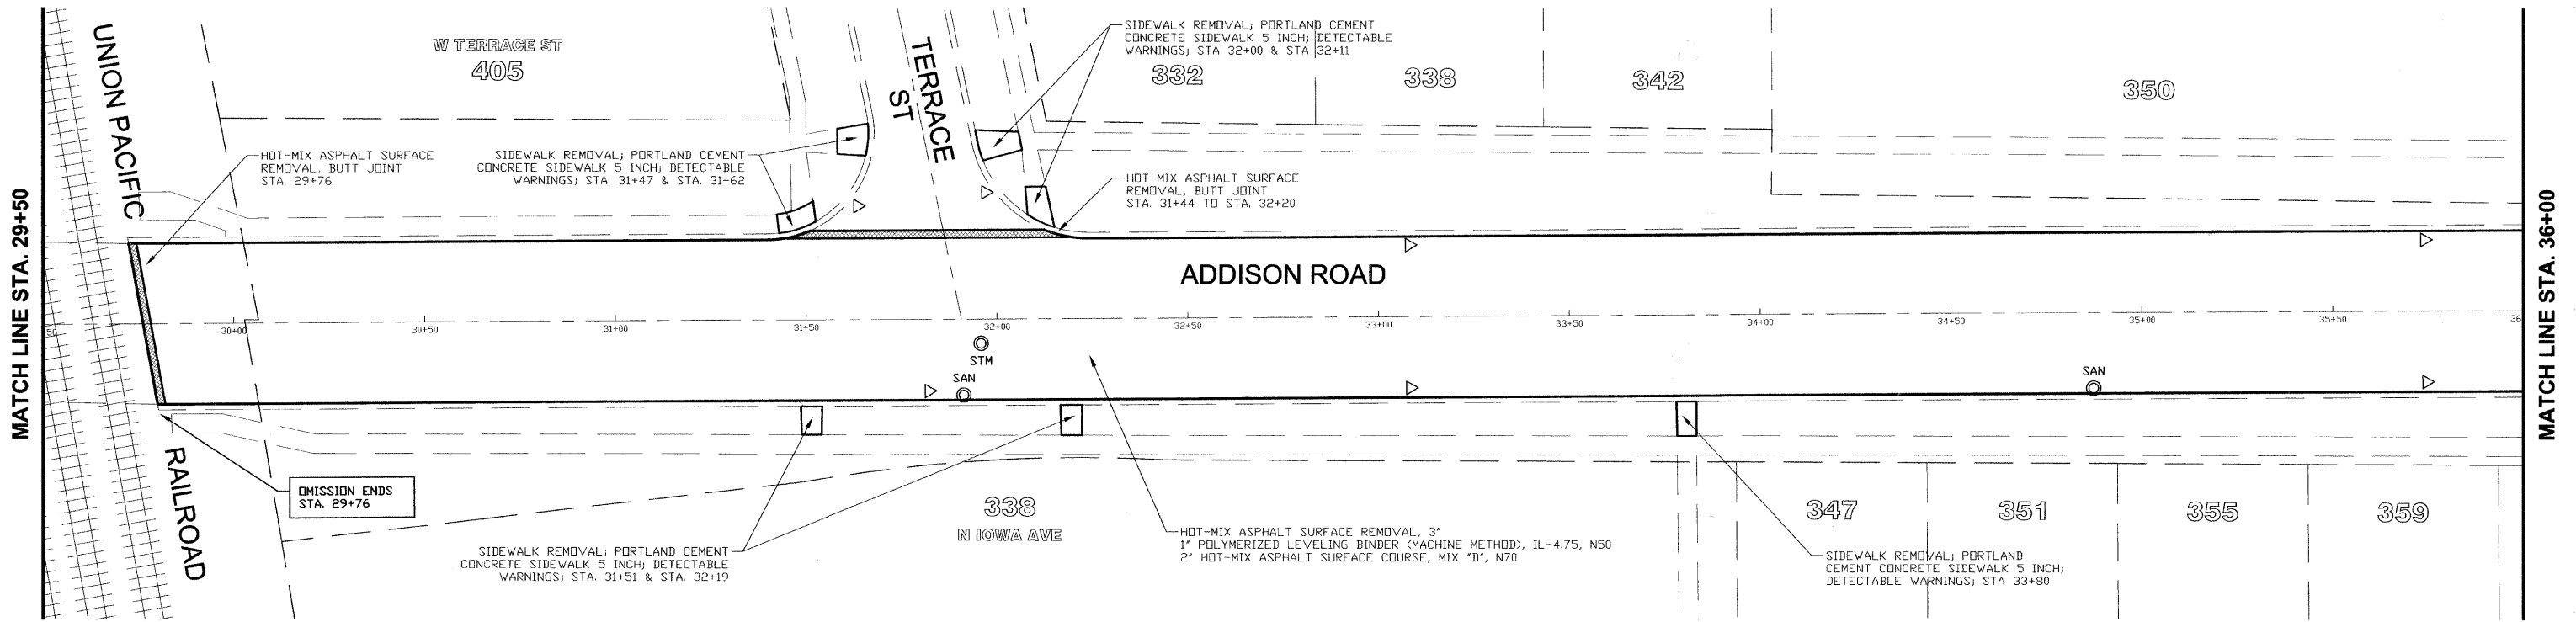 MATCH LINE STA. 29+50
UNION PACIFIC
RAILROAD
W TERRACE ST
405
TERRACE
ST
SIDEWALK REMOVAL; PORTLAND CEMENT
CONCRETE SIDEWALK 5 INCH; DETECTABLE
WARNINGS; STA 32+00 & STA 32+11
332
338
342
350
HOT-MIX ASPHALT SURFACE
REMOVAL, BUTT JOINT
STA. 29+76
SIDEWALK REMOVAL; PORTLAND CEMENT
CONCRETE SIDEWALK 5 INCH; DETECTABLE
WARNINGS; STA. 31+47 & STA. 31+62
HOT-MIX ASPHALT SURFACE
REMOVAL, BUTT JOINT
STA. 31+44 TO STA. 32+20
ADDISON ROAD
50
30+00
30+50
31+00
31+50
32+00
32+50
33+00
33+50
34+00
34+50
35+00
35+50
36
STM
SAN
SAN
OMISSION ENDS
STA. 29+76
338
N IOWA AVE
347
351
355
359
SIDEWALK REMOVAL; PORTLAND CEMENT
CONCRETE SIDEWALK 5 INCH; DETECTABLE
WARNINGS; STA. 31+51 & STA. 32+19
HOT-MIX ASPHALT SURFACE REMOVAL, 3"
1" POLYMERIZED LEVELING BINDER (MACHINE METHOD), IL-4.75, N50
2" HOT-MIX ASPHALT SURFACE COURSE, MIX "D", N70
SIDEWALK REMOVAL; PORTLAND
CEMENT CONCRETE SIDEWALK 5 INCH;
DETECTABLE WARNINGS; STA 33+80
MATCH LINE STA. 36+00